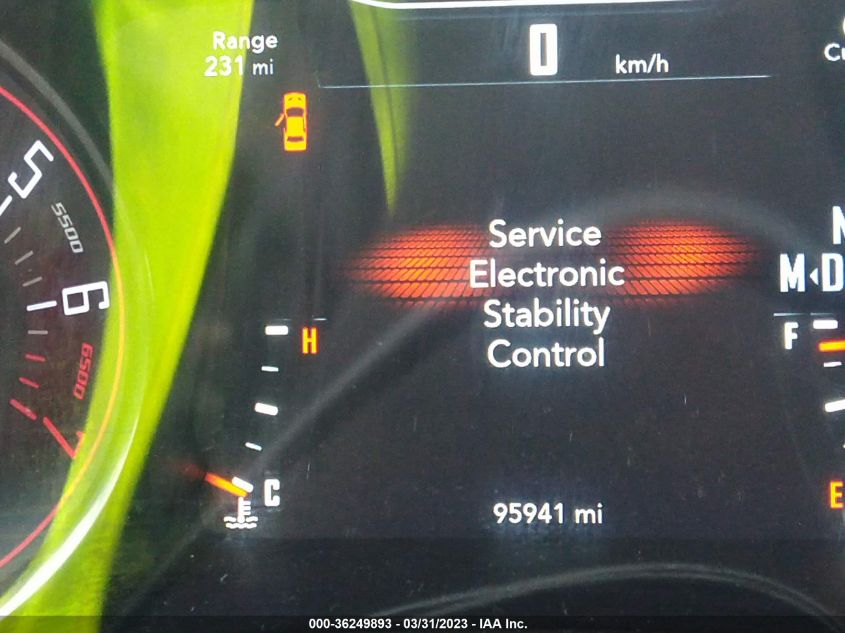 Range
231 mi
0
km/h
5
5500
6
6500
7
Service
Electronic
Stability
Control
M D
H
F
C
E
95941 mi
000-36249893 - 03/31/2023 - IAA Inc.